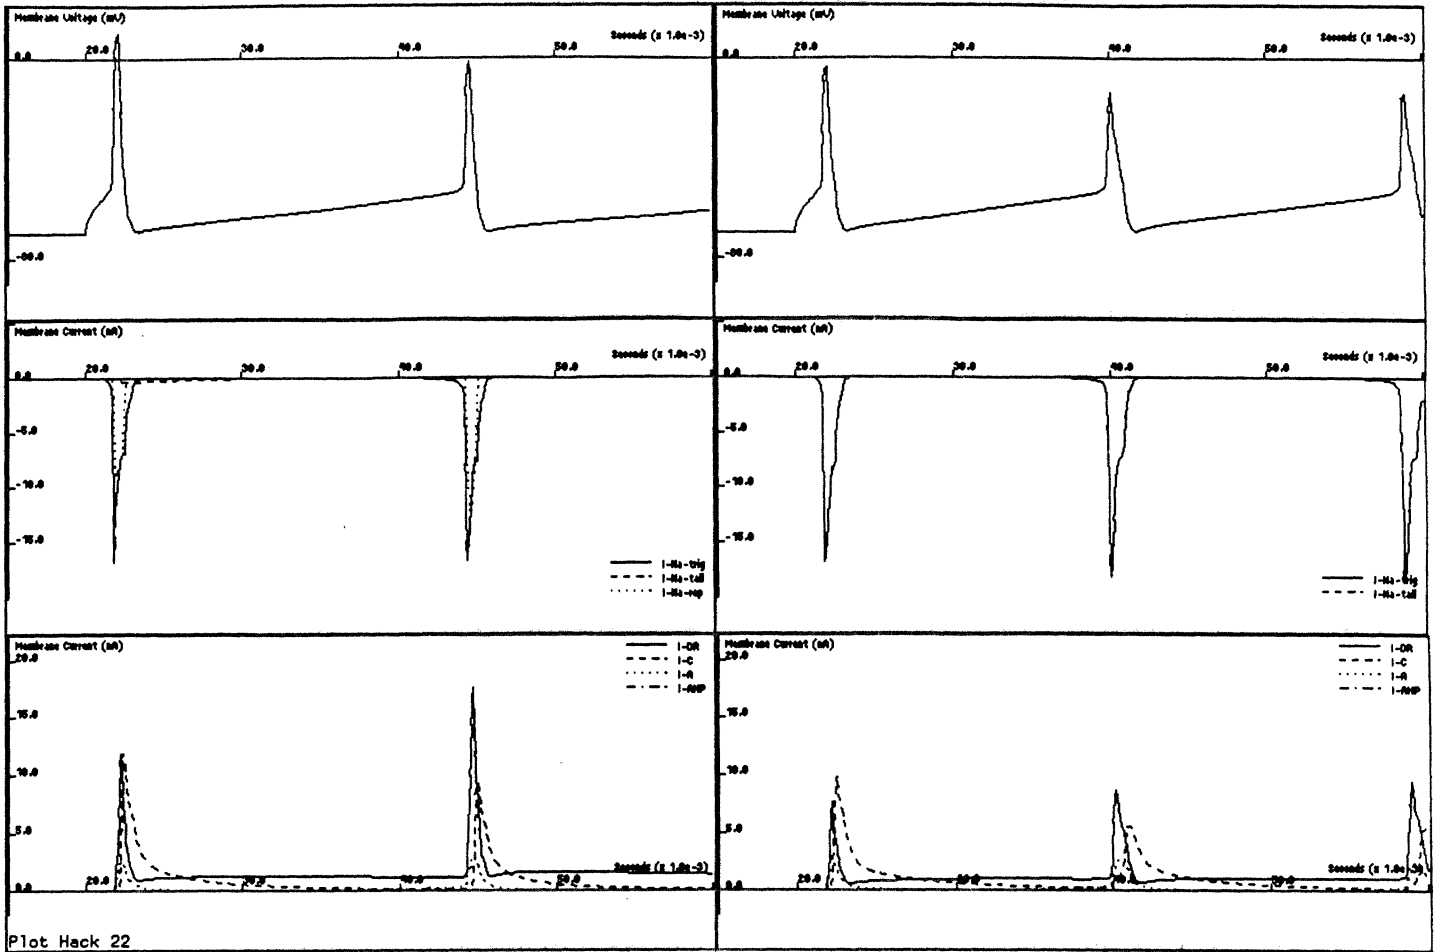 Membrane Voltage (mV)
Seconds (x 1.0e-3)
20.0
30.0
40.0
50.0
0.0
-80.0
Membrane Voltage (mV)
Seconds (x 1.0e-3)
20.0
30.0
40.0
50.0
0.0
-80.0
Membrane Current (nA)
Seconds (x 1.0e-3)
20.0
30.0
40.0
50.0
0.0
-5.0
-10.0
-15.0
I-Na-trig
I-Na-tail
I-Na-rep
Membrane Current (nA)
Seconds (x 1.0e-3)
20.0
30.0
40.0
50.0
0.0
-5.0
-10.0
-15.0
I-Na-trig
I-Na-tail
Membrane Current (nA)
20.0
15.0
10.0
5.0
0.0
I-DR
I-C
I-A
I-AHP
Seconds (x 1.0e-3)
20.0
30.0
40.0
50.0
Membrane Current (nA)
20.0
15.0
10.0
5.0
0.0
I-DR
I-C
I-A
I-AHP
Seconds (x 1.0e-3)
20.0
30.0
40.0
50.0
Plot Hack 22